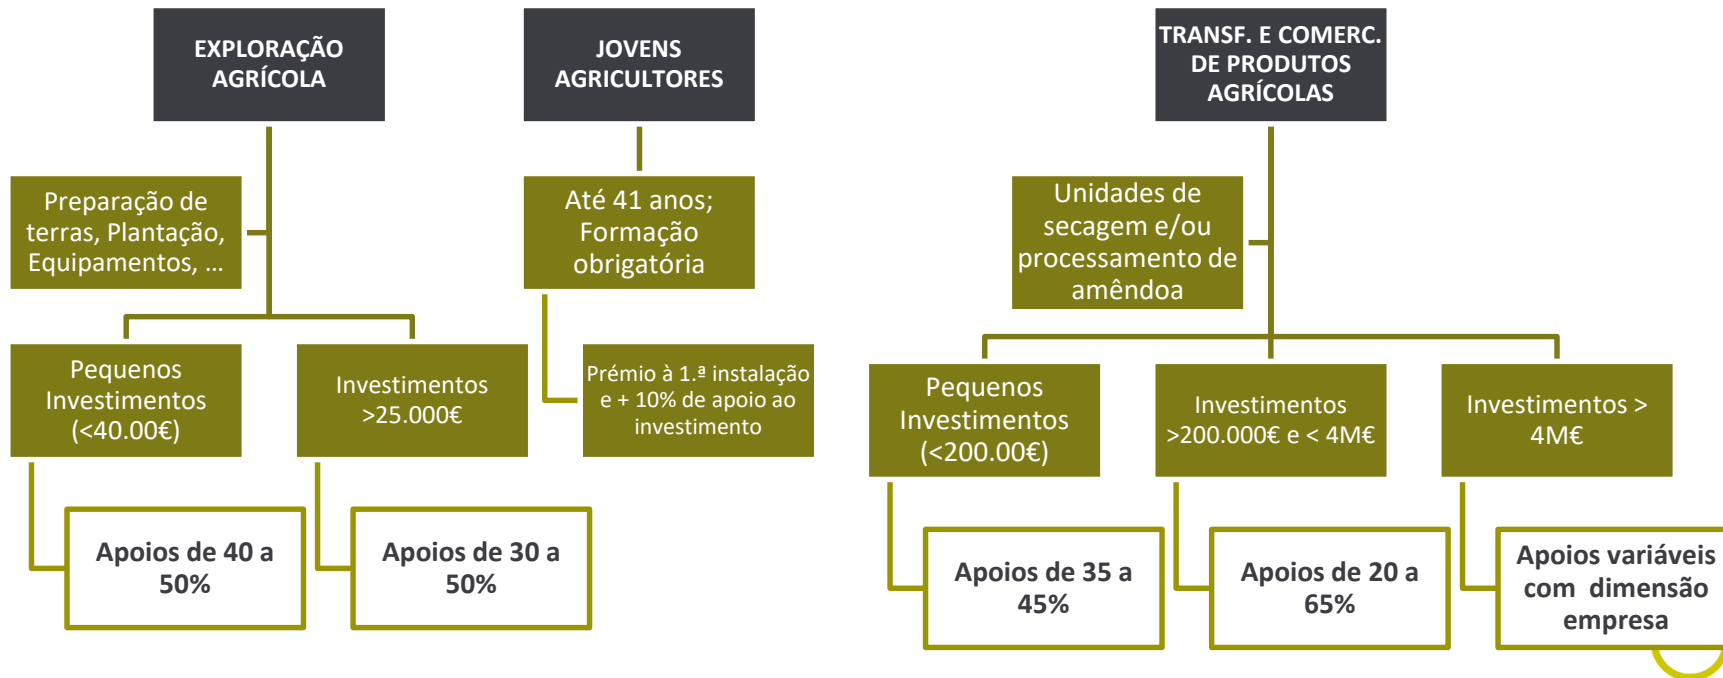 EXPLORAÇÃO
AGRÍCOLA
Preparação de
terras, Plantação,
Equipamentos, ...
Pequenos
Investimentos
(<40.00€)
Investimentos
>25.000€
Apoios de 40 a
50%
Apoios de 30 a
50%
JOVENS
AGRICULTORES
Até 41 anos;
Formação
obrigatória
Prémio à 1.ª instalação
e + 10% de apoio ao
investimento
TRANSF. E COMERC.
DE PRODUTOS
AGRÍCOLAS
Unidades de
secagem e/ou
processamento de
amêndoa
Pequenos
Investimentos
(<200.00€)
Investimentos
>200.000€ e < 4M€
Investimentos >
4M€
Apoios de 35 a
45%
Apoios de 20 a
65%
Apoios variáveis
com dimensão
empresa